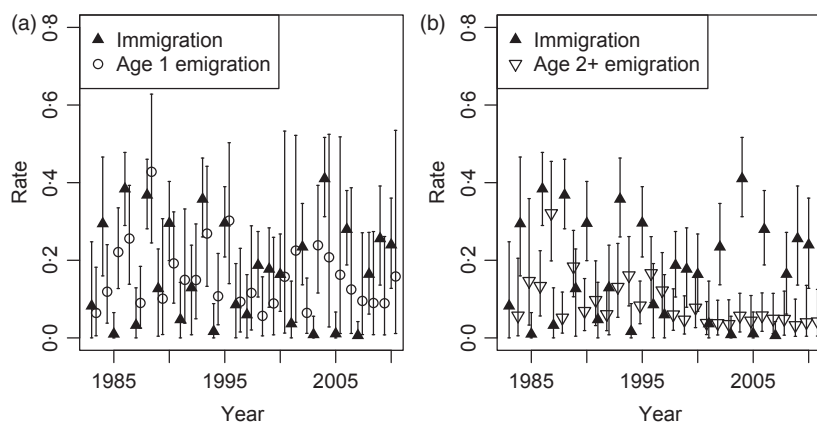 (a)
Immigration
Age 1 emigration
0·0 0·2 0·4 0·6 0·8
Rate
1985 1995 2005
Year
(b)
Immigration
Age 2+ emigration
0·0 0·2 0·4 0·6 0·8
Rate
1985 1995 2005
Year